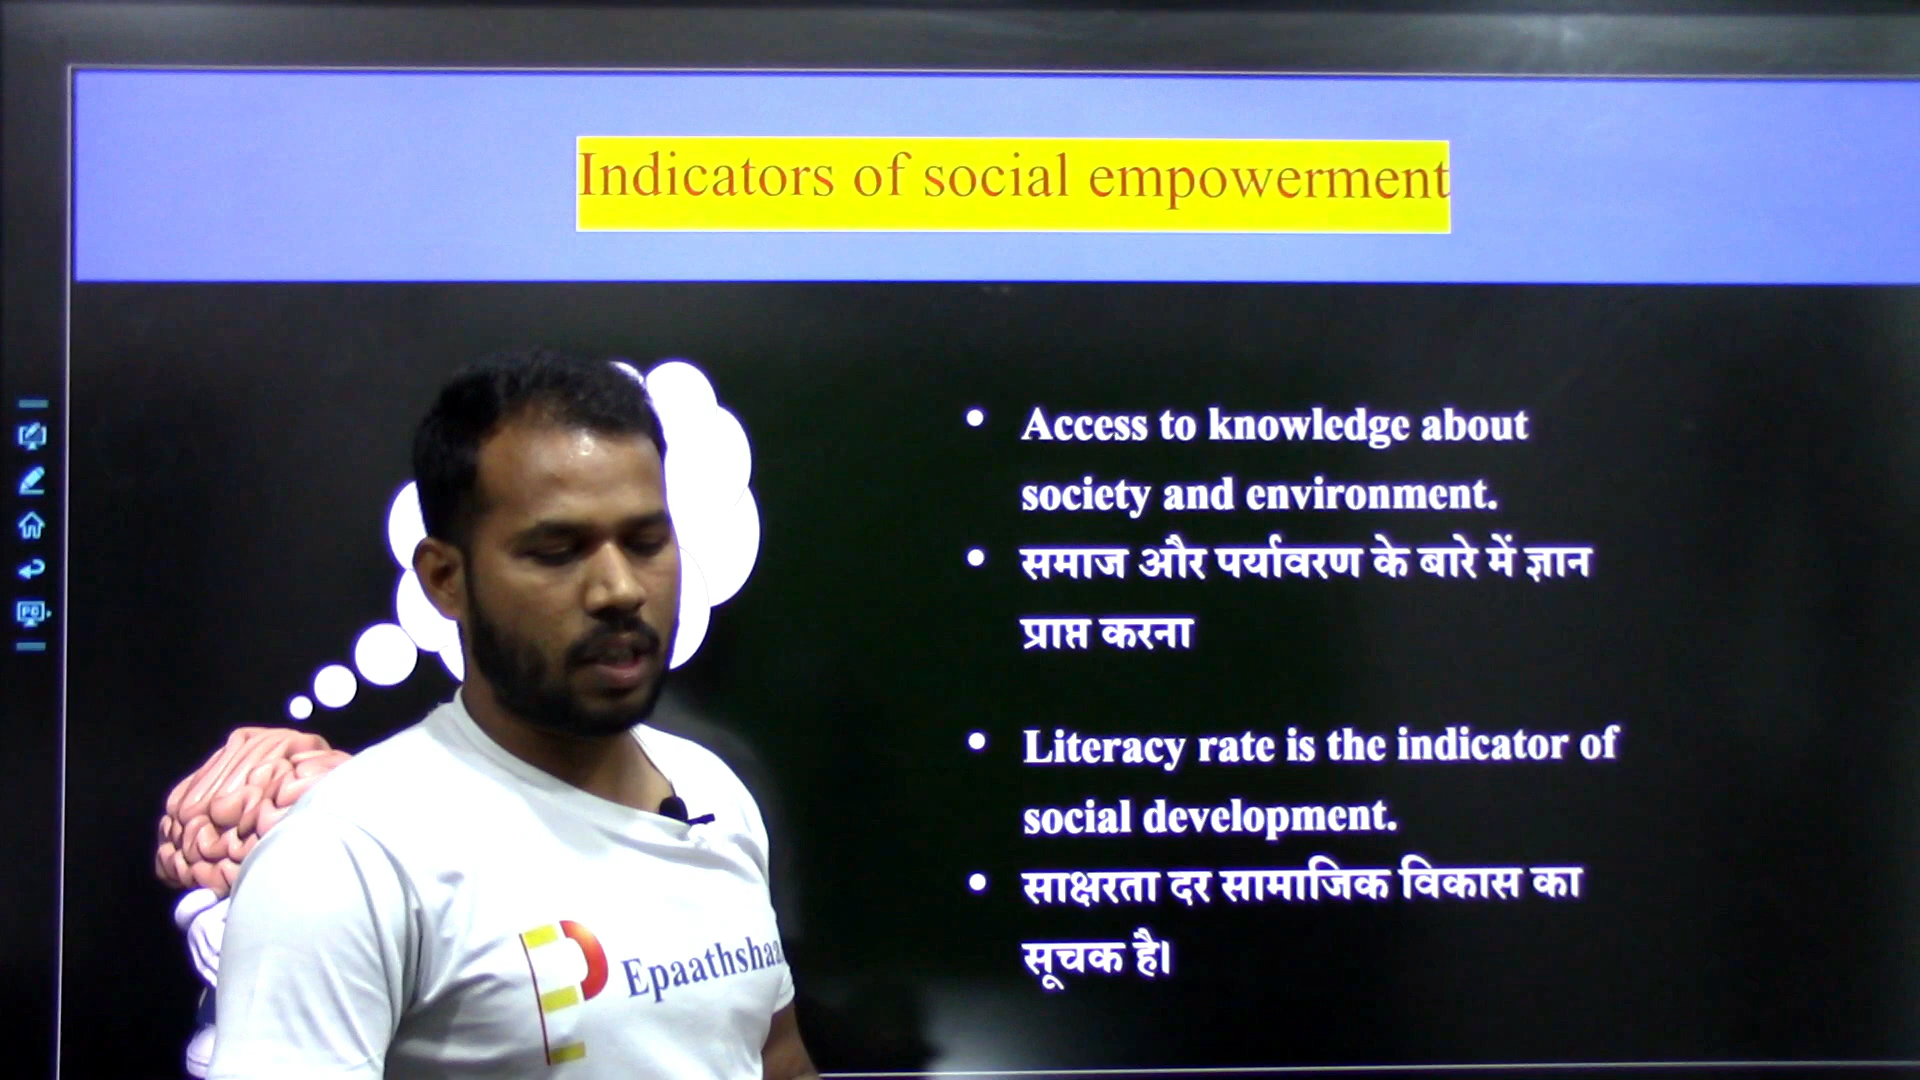 Indicators of social empowerment
• Access to knowledge about
society and environment.
• समाज और पर्यावरण के बारे में ज्ञान
प्राप्त करना
• Literacy rate is the indicator of
social development.
• साक्षरता दर सामाजिक विकास का
सूचक है।
Epaathshaa